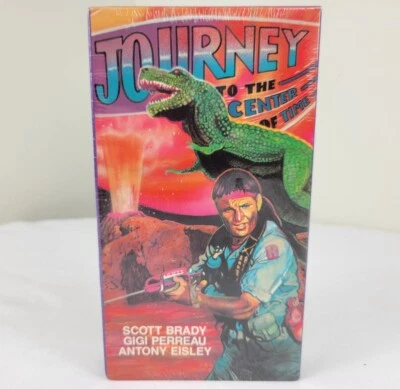 JOURNEY
TO THE
CENTER
OF TIME
SCOTT BRADY
GIGI PERREAU
ANTONY EISLEY